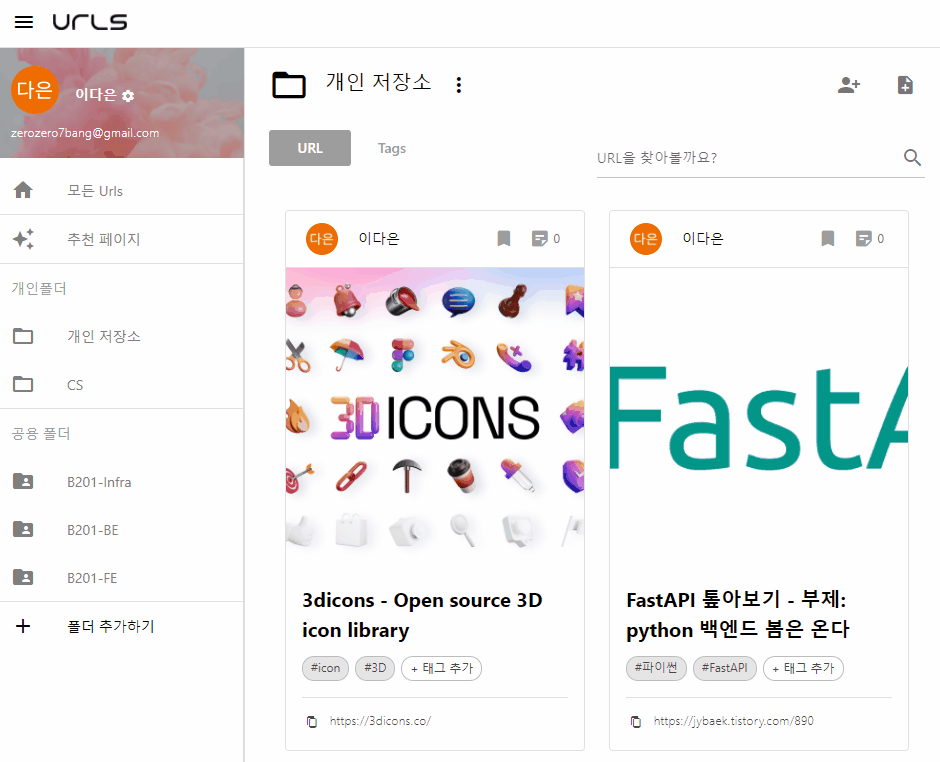 URLS
다은
이다은
zerozero7bang@gmail.com
모든 Urls
추천 페이지
개인폴더
개인 저장소
CS
공용 폴더
B201-Infra
B201-BE
B201-FE
폴더 추가하기
개인 저장소
URL
Tags
URL을 찾아볼까요?
다은
이다은
0
3DICONS
3dicons - Open source 3D
icon library
#icon
#3D
+ 태그 추가
https://3dicons.co/
다은
이다은
0
FastA
FastAPI 톺아보기 - 부제:
python 백엔드 봄은 온다
#파이썬
#FastAPI
+ 태그 추가
https://jybaek.tistory.com/890